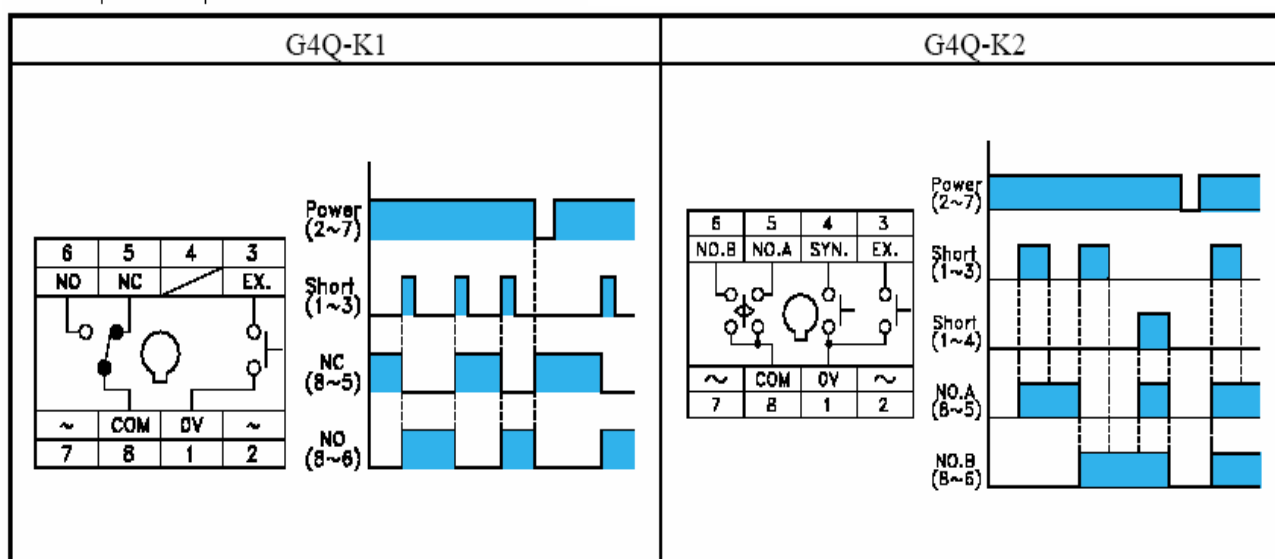 G4Q-K1
G4Q-K2
6 5 4 3
NO NC EX.
~ COM 0V ~
7 8 1 2
Power
(2~7)
Short
(1~3)
NC
(8~5)
NO
(8~6)
6 5 4 3
NO.B NO.A SYN. EX.
~ COM 0V ~
7 8 1 2
Power
(2~7)
Short
(1~3)
Short
(1~4)
NO.A
(8~5)
NO.B
(8~6)